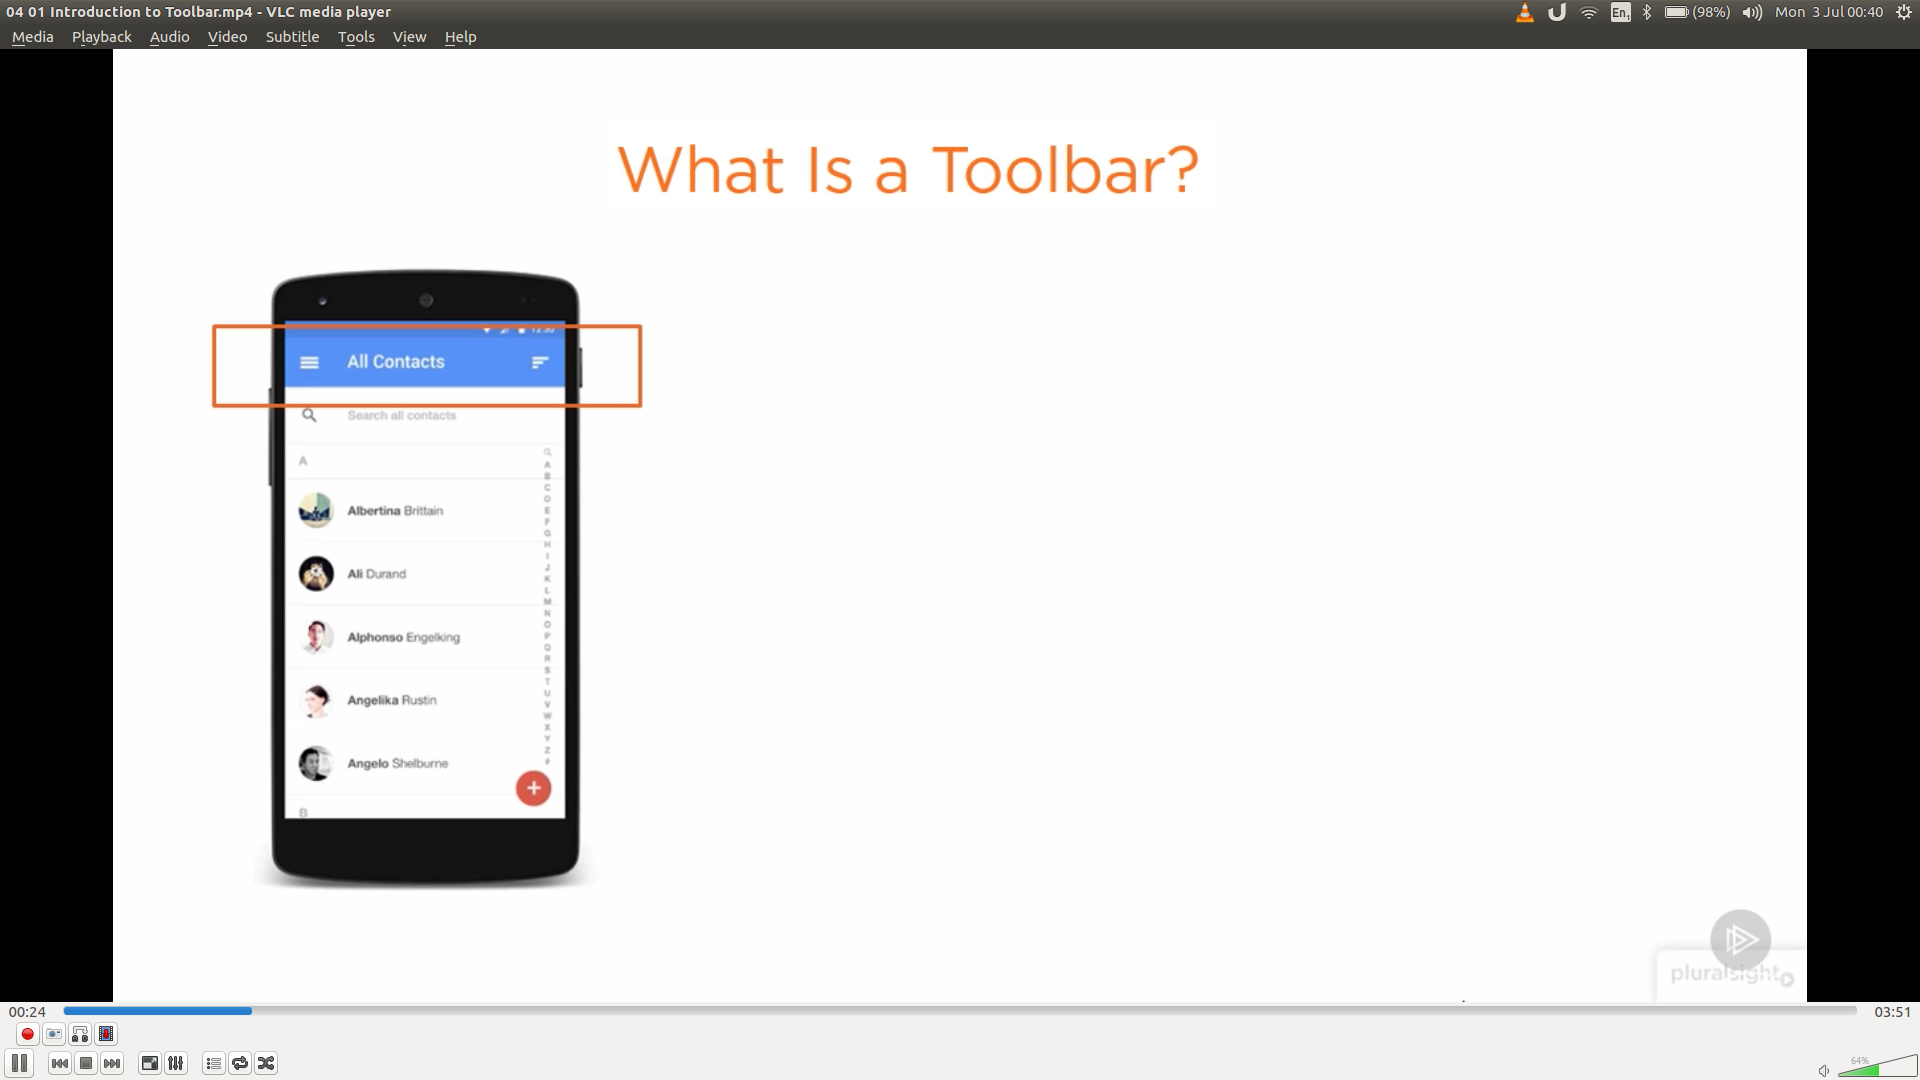 04 01 Introduction to Toolbar.mp4 - VLC media player
En1 (98%) Mon 3 Jul 00:40
Media Playback Audio Video Subtitle Tools View Help
What Is a Toolbar?
12:30
All Contacts
Search all contacts
A
Albertina Brittain
Ali Durand
Alphonso Engelking
Angelika Rustin
Angelo Shelburne
B
A
B
C
D
E
F
G
H
I
J
K
L
M
N
O
P
Q
R
S
T
U
V
W
X
Y
Z
#
pluralsight
00:24 03:51
64%